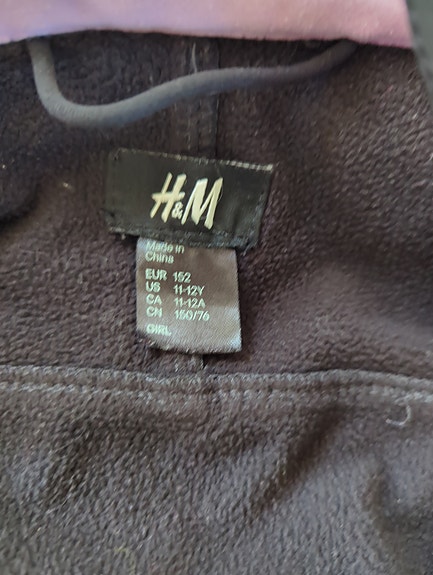 H&M
Made in
China
EUR 152
US 11-12Y
CA 11-12A
CN 150/76
GIRL